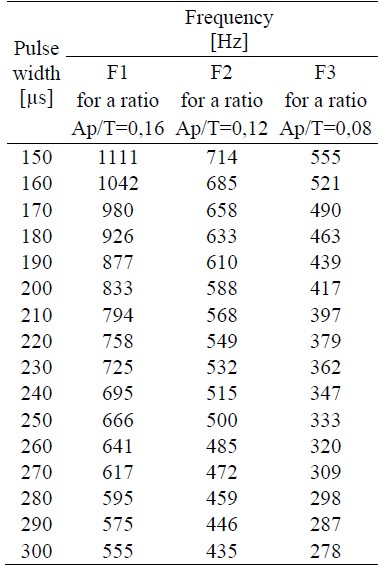 Frequency
[Hz]
Pulse
width
[µs]
F1 F2 F3
for a ratio for a ratio for a ratio
Ap/T=0,16 Ap/T=0,12 Ap/T=0,08
150 1111 714 555
160 1042 685 521
170 980 658 490
180 926 633 463
190 877 610 439
200 833 588 417
210 794 568 397
220 758 549 379
230 725 532 362
240 695 515 347
250 666 500 333
260 641 485 320
270 617 472 309
280 595 459 298
290 575 446 287
300 555 435 278